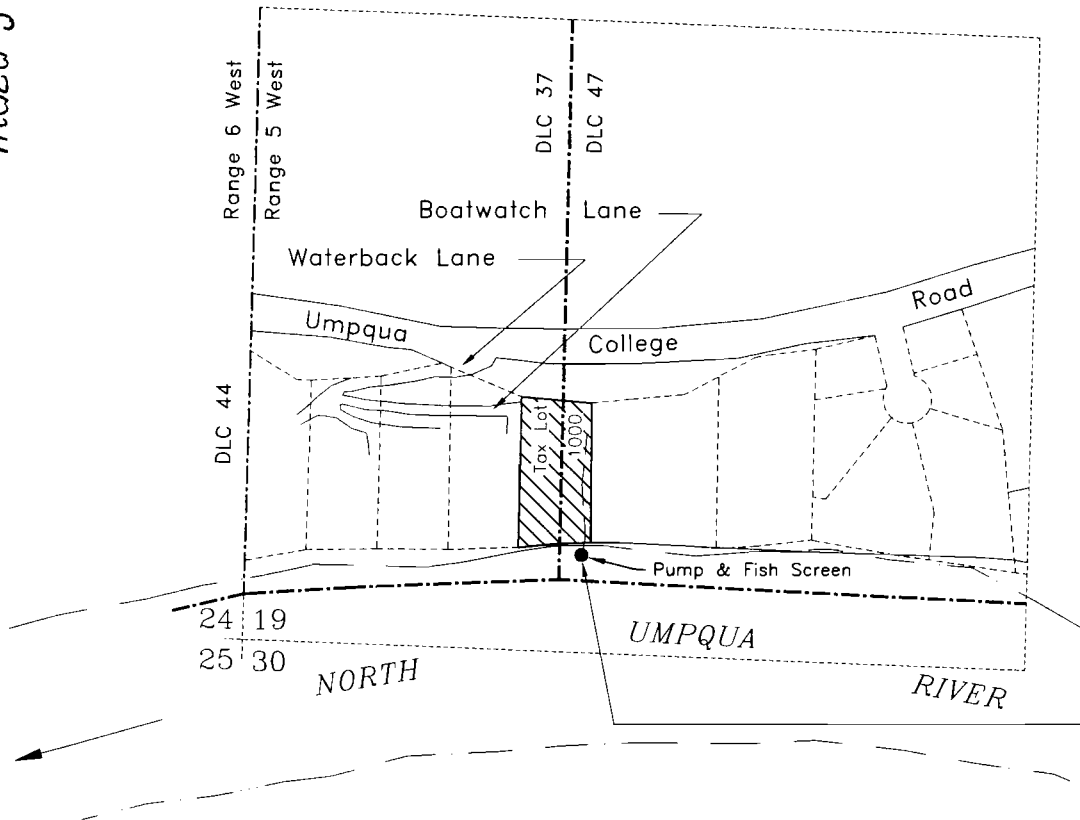 Range 6 West
Range 5 West
DLC 37
DLC 47
Boatwatch Lane
Waterback Lane
Umpqua College Road
DLC 44
Tax Lot
1000
Pump & Fish Screen
24 19
25 30
NORTH UMPQUA RIVER